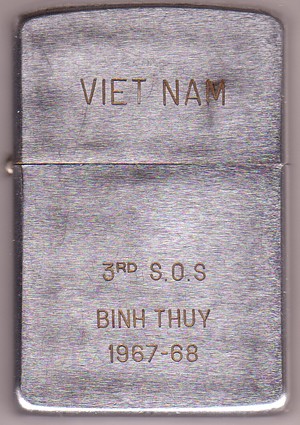 VIET NAM
3RD S.O.S
BINH THUY
1967-68